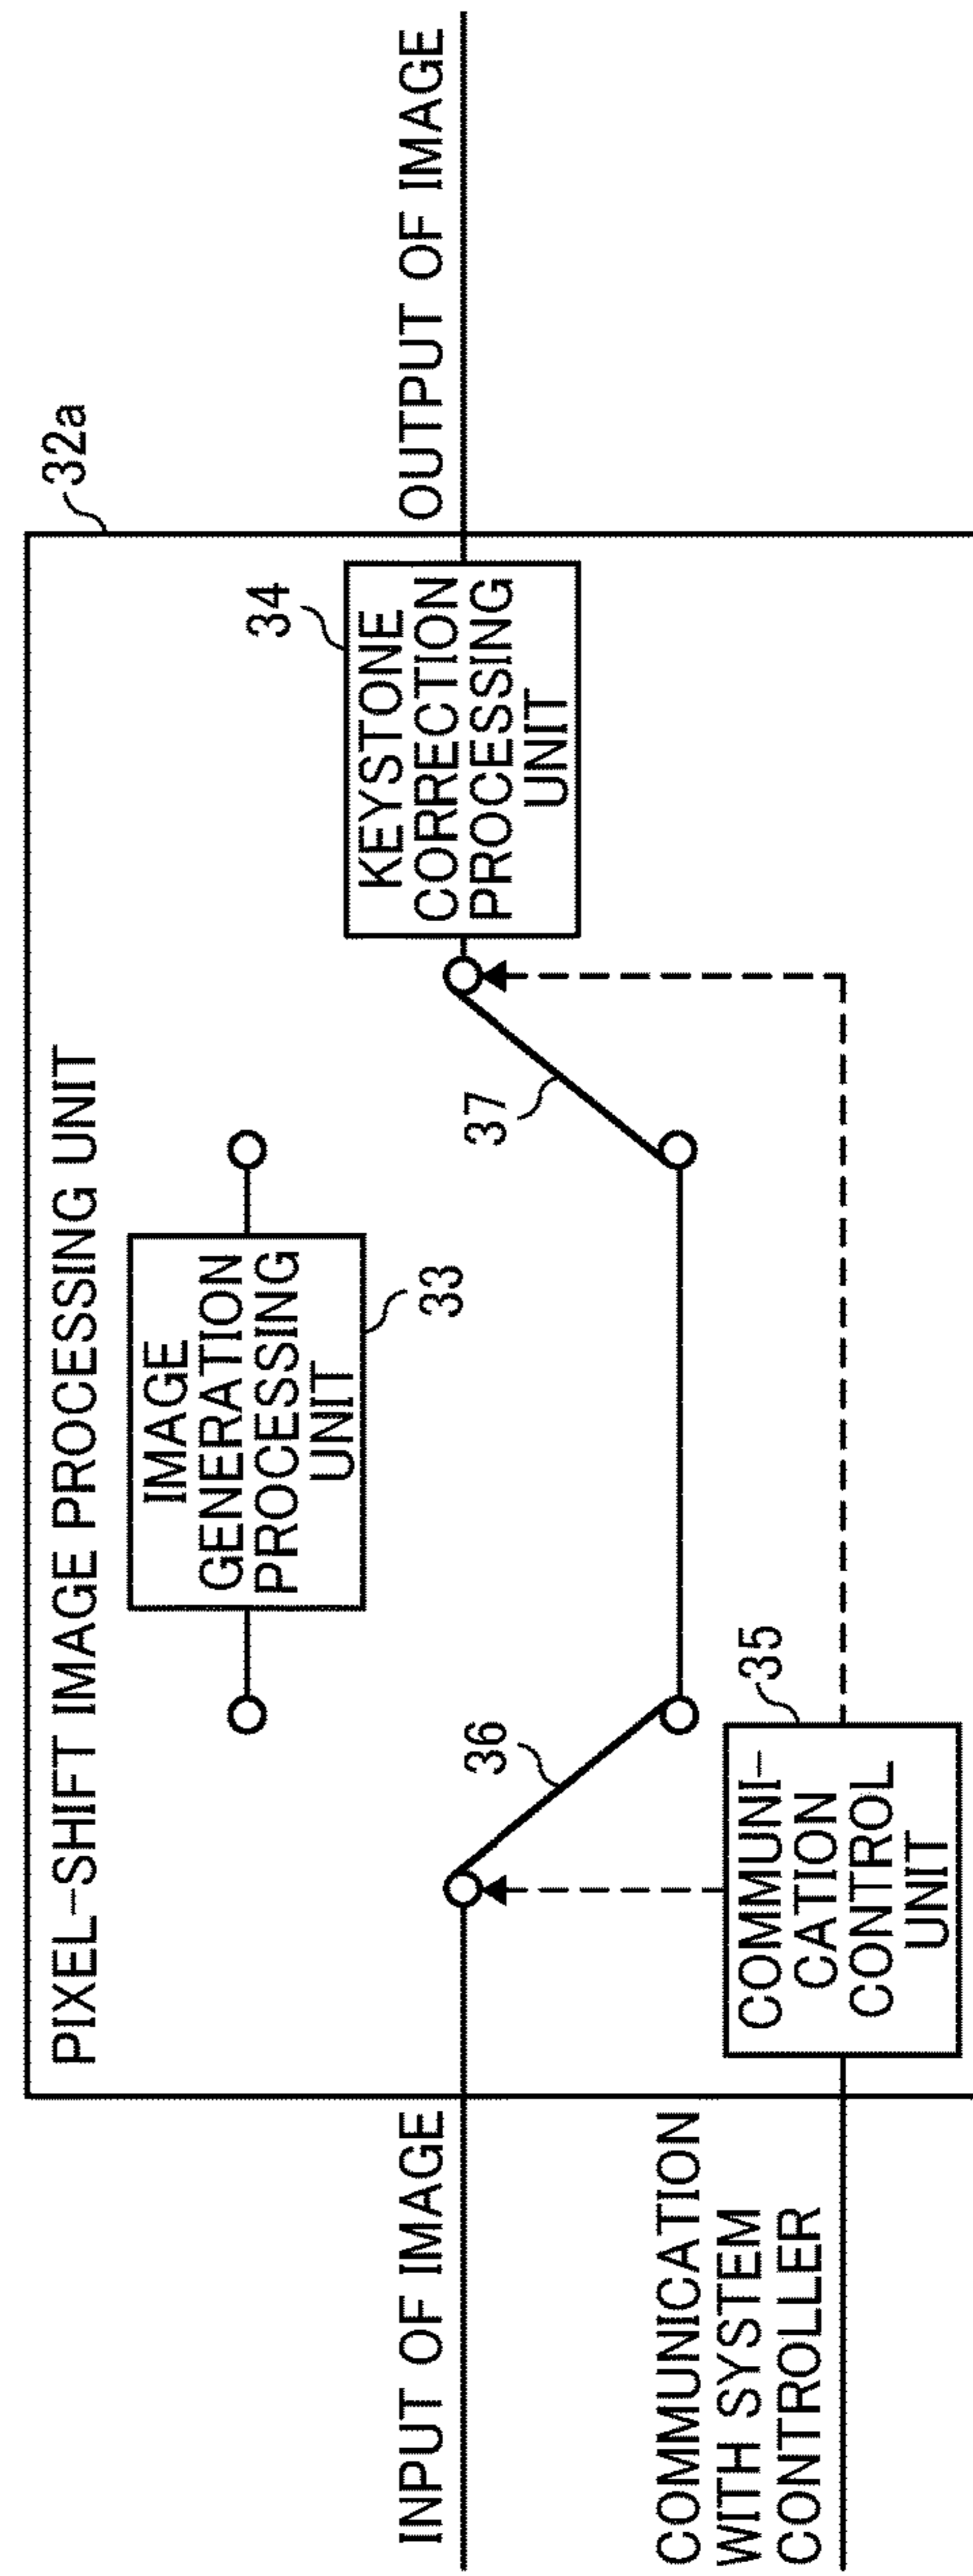 PIXEL-SHIFT IMAGE PROCESSING UNIT
32a
IMAGE
GENERATION
PROCESSING
UNIT
33
34
KEYSTONE
CORRECTION
PROCESSING
UNIT
INPUT OF IMAGE
36
37
OUTPUT OF IMAGE
COMMUNICATION
WITH SYSTEM
CONTROLLER
35
COMMUNI-
CATION
CONTROL
UNIT